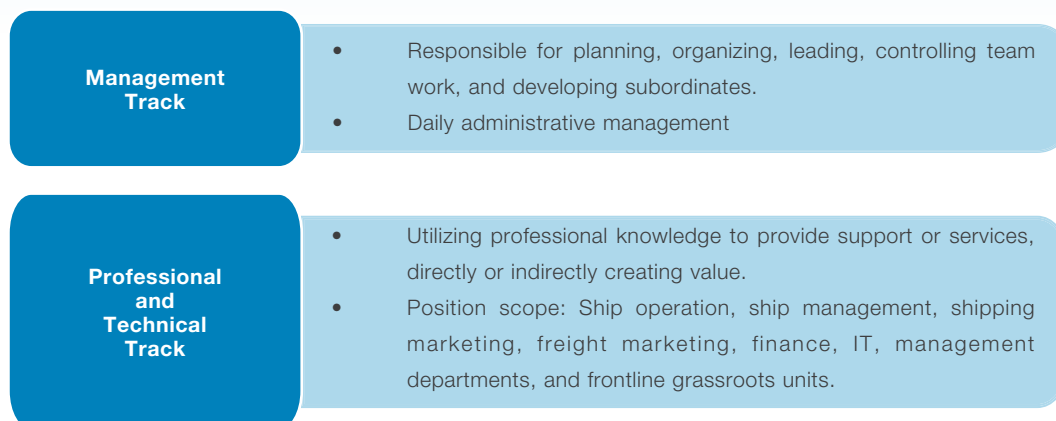 Management
Track
• Responsible for planning, organizing, leading, controlling team
work, and developing subordinates.
• Daily administrative management
Professional
and
Technical
Track
• Utilizing professional knowledge to provide support or services,
directly or indirectly creating value.
• Position scope: Ship operation, ship management, shipping
marketing, freight marketing, finance, IT, management
departments, and frontline grassroots units.